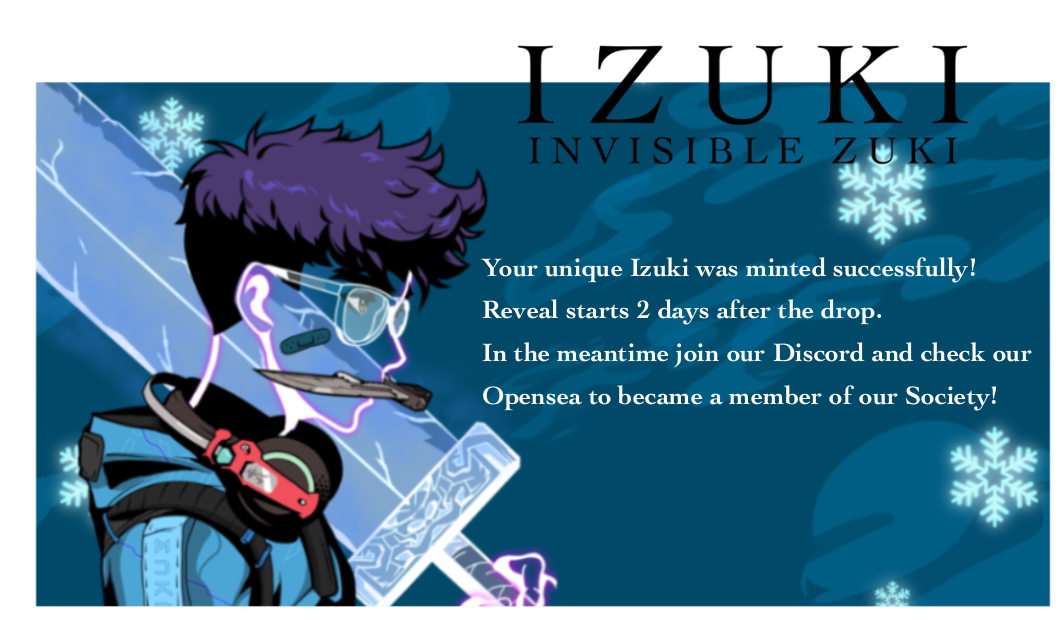 IZUKI
INVISIBLE ZUKI
Your unique Izuki was minted successfully!
Reveal starts 2 days after the drop.
In the meantime join our Discord and check our
Opensea to became a member of our Society!